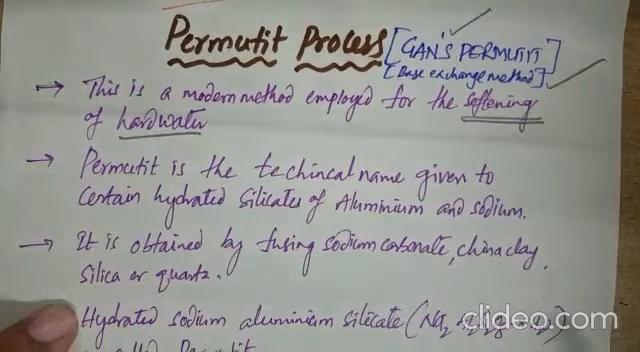 Permutit Process [GAN'S PERMUTIT]
[Base exchange method]
→ This is a modern method employed for the softening
of hardwater
→ Permutit is the techincal name given to
certain hydrated silicates of Aluminium and sodium.
→ It is obtained by fusing sodium carbonate, china clay,
silica or quartz.
Hydrated sodium aluminium silicate (Na2
Permutit
clideo.com